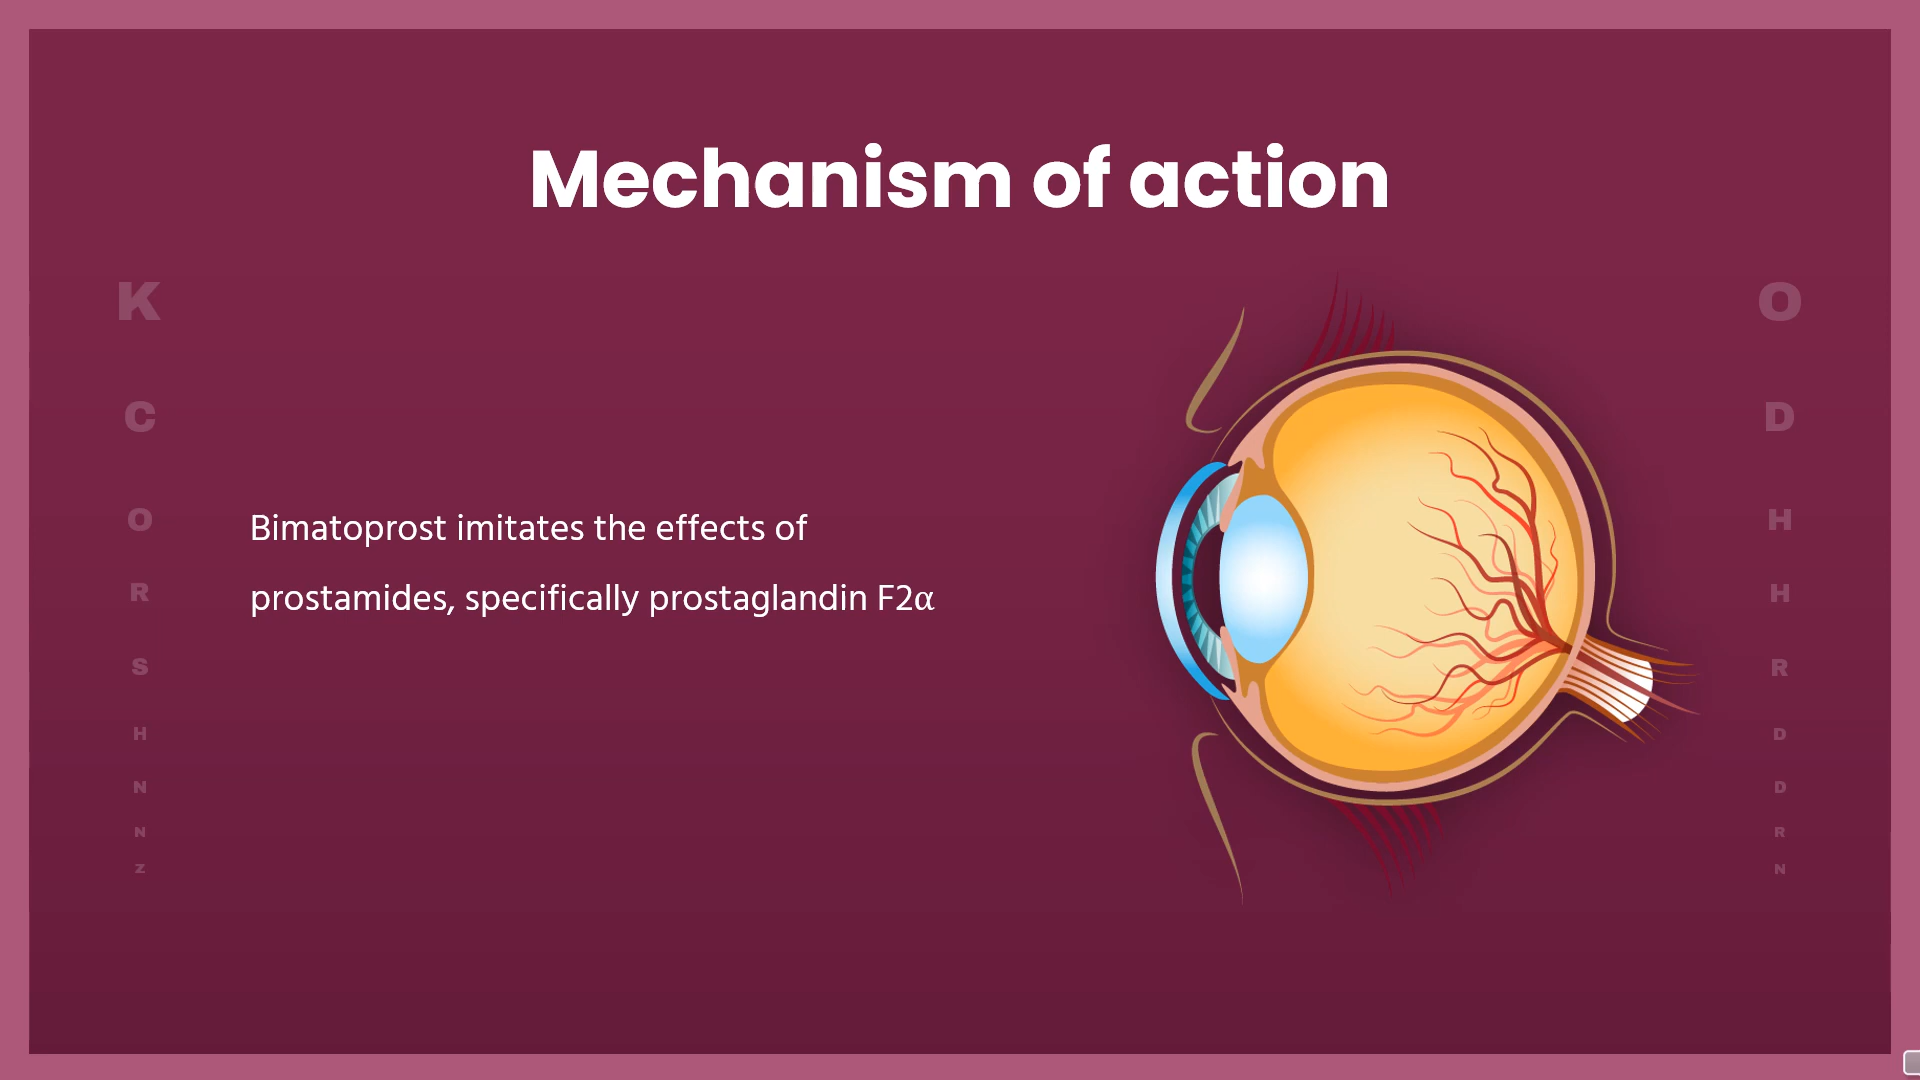 Mechanism of action
K
C
O
R
S
H
N
N
Z
Bimatoprost imitates the effects of
prostamides, specifically prostaglandin F2α
O
D
H
H
R
D
D
R
N